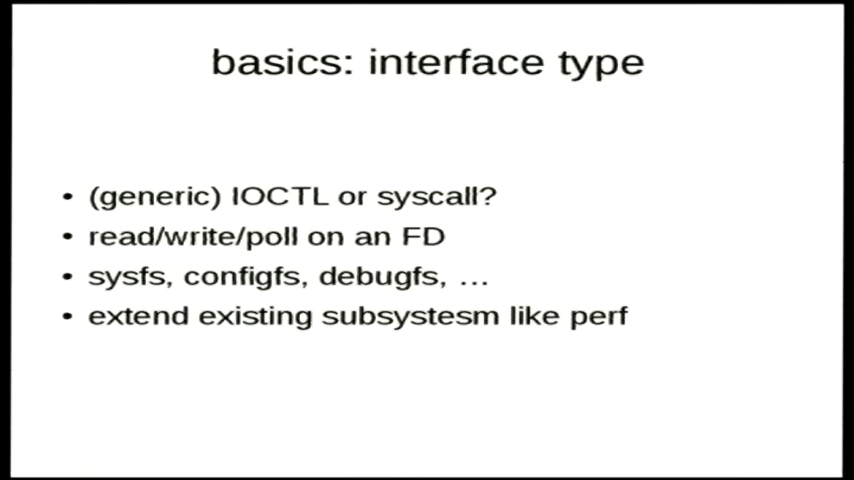 basics: interface type
• (generic) IOCTL or syscall?
• read/write/poll on an FD
• sysfs, configfs, debugfs, …
• extend existing subsystesm like perf